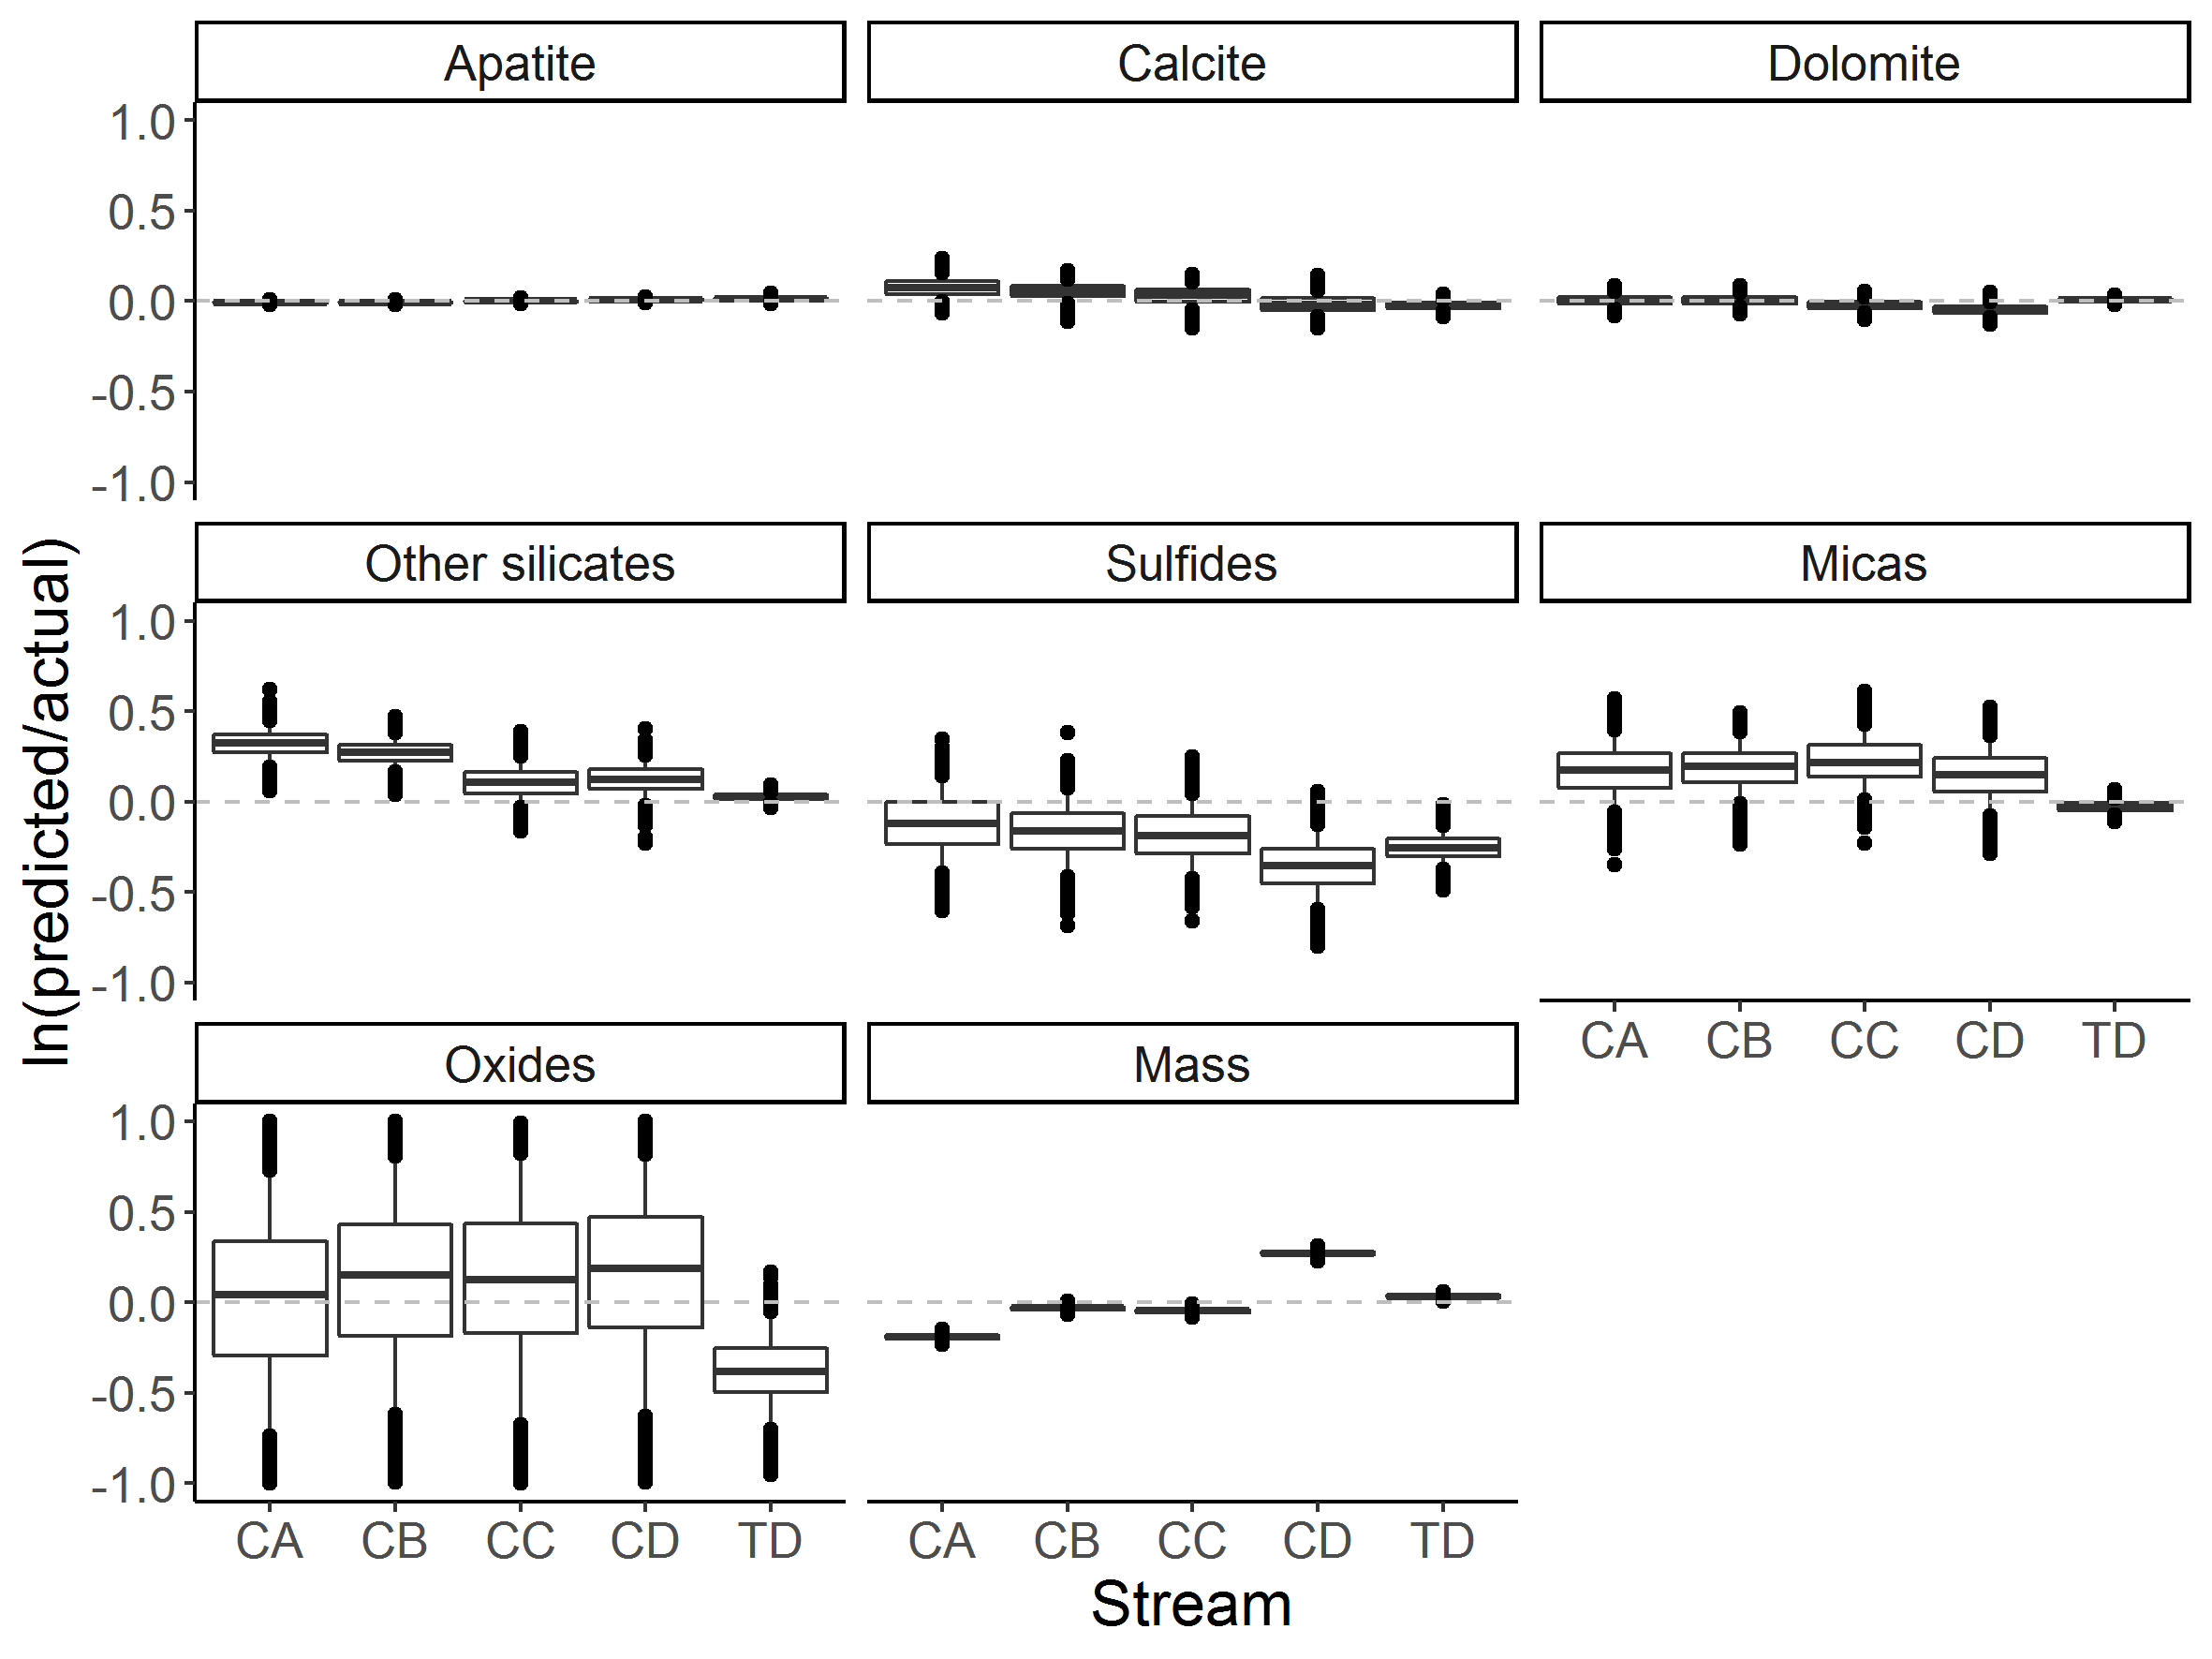 Apatite Calcite Dolomite
1.0
0.5
0.0
-0.5
-1.0
Other silicates Sulfides Micas
1.0
0.5
0.0
-0.5
-1.0
CA CB CC CD TD
ln(predicted/actual)
Oxides Mass
1.0
0.5
0.0
-0.5
-1.0
CA CB CC CD TD CA CB CC CD TD
Stream